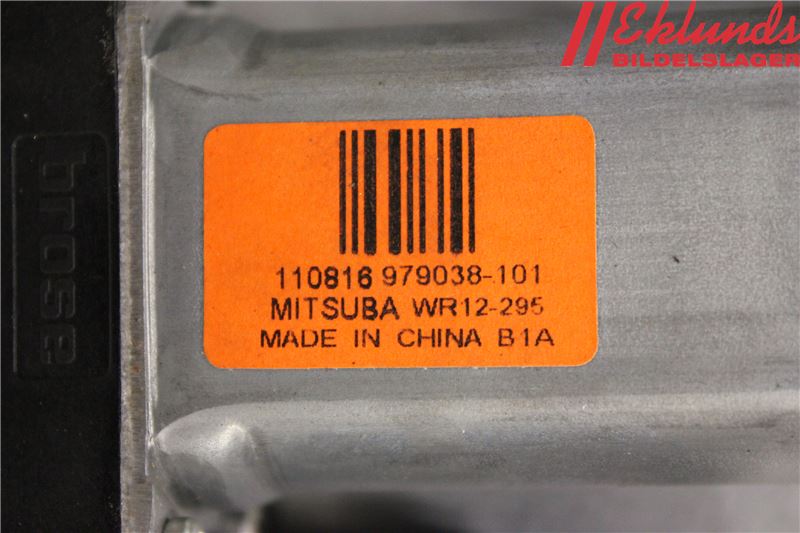 Eklunds
BILDELSLAGER
brose
110816 979038-101
MITSUBA WR12-295
MADE IN CHINA B1A